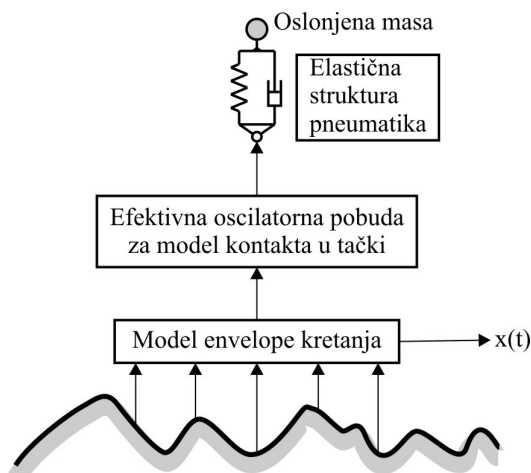 Oslonjena masa
Elastična
struktura
pneumatika
Efektivna oscilatorna pobuda
za model kontakta u tački
Model envelope kretanja
x(t)